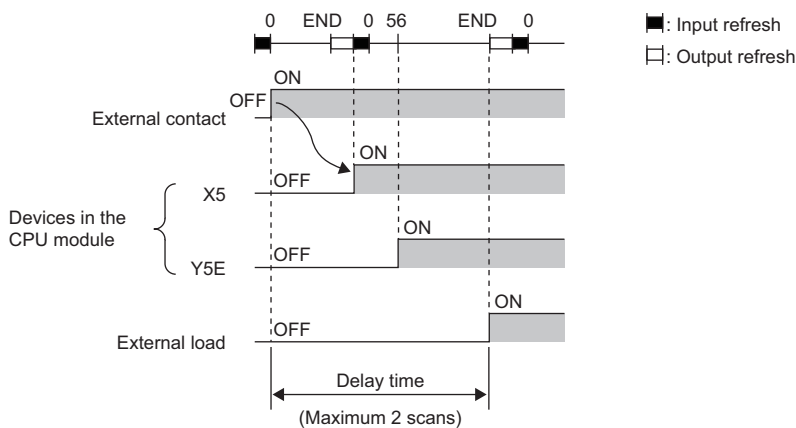 0 END 0 56 END 0
: Input refresh
: Output refresh
ON
OFF
External contact
ON
OFF
X5
Devices in the
CPU module
ON
OFF
Y5E
ON
OFF
External load
Delay time
(Maximum 2 scans)